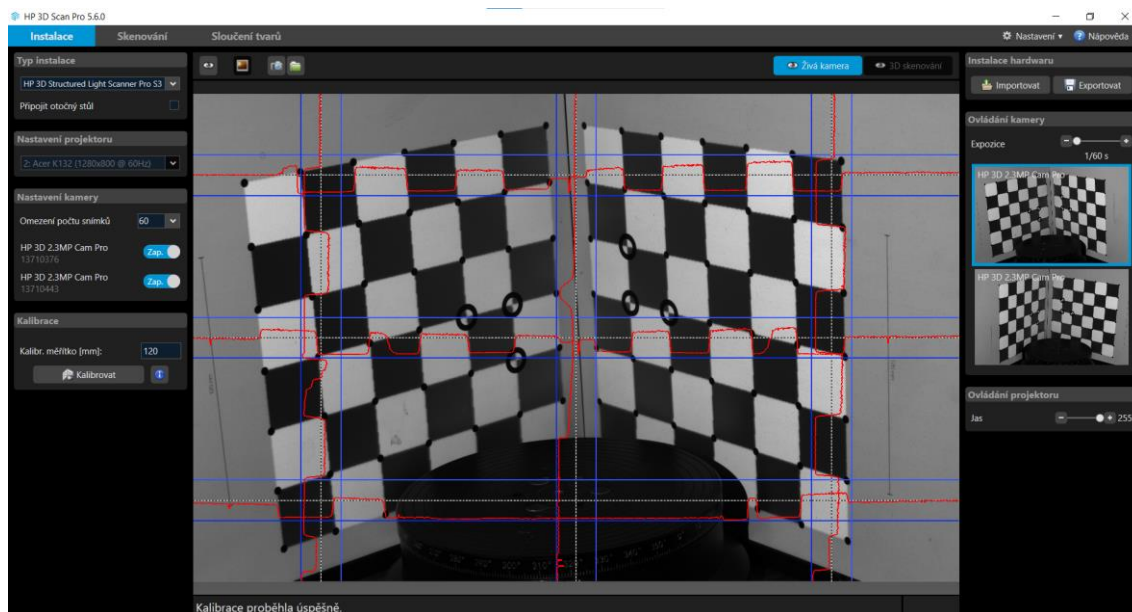 HP 3D Scan Pro 5.6.0
Instalace Skenování Sloučení tvarů Nastavení Nápověda
Typ instalace
HP 3D Structured Light Scanner Pro S3
Připojit otočný stůl
Nastavení projektoru
2: Acer K132 (1280x800 @ 60Hz)
Nastavení kamery
Omezení počtu snímků 60
HP 3D 2.3MP Cam Pro Zap.
13710376
HP 3D 2.3MP Cam Pro Zap.
13710443
Kalibrace
Kalibr. měřítko [mm]: 120
Kalibrovat
Živá kamera 3D skenování
Kalibrace proběhla úspěšně.
Instalace hardwaru
Importovat Exportovat
Ovládání kamery
Expozice
1/60 s
HP 3D 2.3MP Cam Pro
HP 3D 2.3MP Cam Pro
Ovládání projektoru
Jas 255